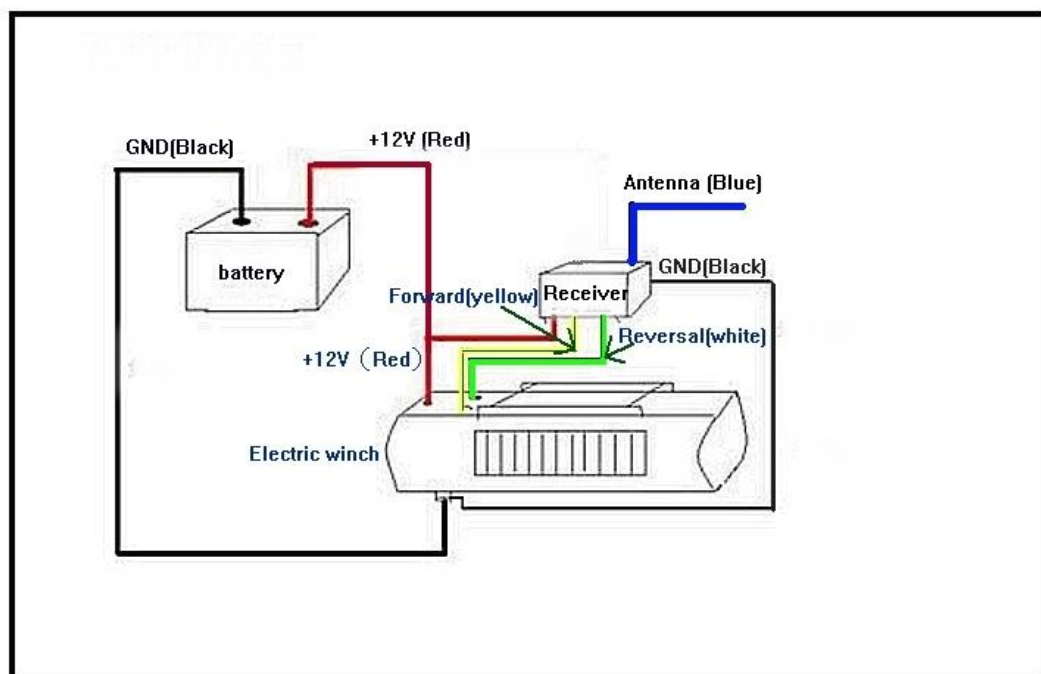 +12V (Red)
GND(Black)
Antenna (Blue)
battery
GND(Black)
Forward(yellow)
Receiver
Reversal(white)
+12V（Red）
Electric winch